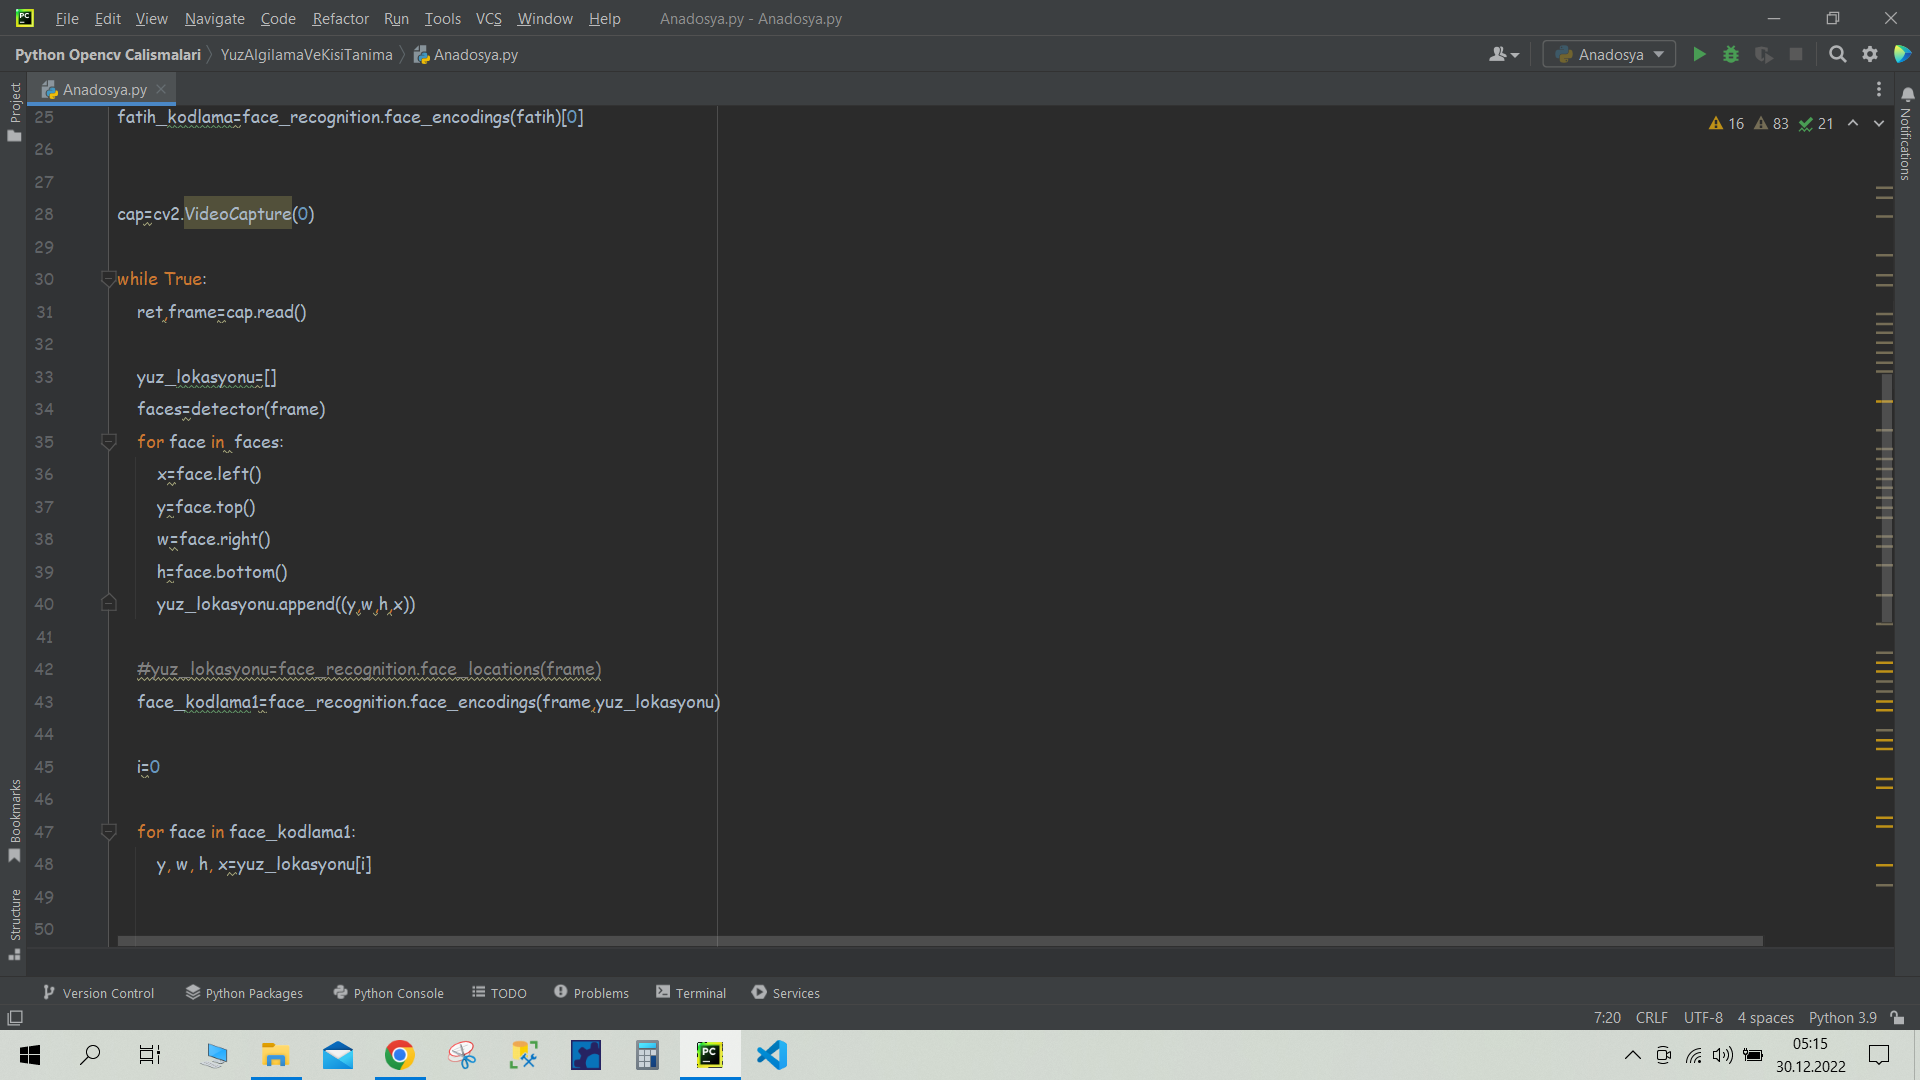 File Edit View Navigate Code Refactor Run Tools VCS Window Help Anadosya.py - Anadosya.py
Python Opencv Calismalari YuzAlgilamaVeKisiTanima Anadosya.py Anadosya
Anadosya.py
Project
Notifications
16 83 21
25 fatih_kodlama=face_recognition.face_encodings(fatih)[0]
26
27
28 cap=cv2.VideoCapture(0)
29
30 while True:
31 ret,frame=cap.read()
32
33 yuz_lokasyonu=[]
34 faces=detector(frame)
35 for face in faces:
36 x=face.left()
37 y=face.top()
38 w=face.right()
39 h=face.bottom()
40 yuz_lokasyonu.append((y,w,h,x))
41
42 #yuz_lokasyonu=face_recognition.face_locations(frame)
43 face_kodlama1=face_recognition.face_encodings(frame,yuz_lokasyonu)
44
45 i=0
46
47 for face in face_kodlama1:
48 y, w , h, x=yuz_lokasyonu[i]
49
50
Bookmarks
Structure
Version Control Python Packages Python Console TODO Problems Terminal Services
7:20 CRLF UTF-8 4 spaces Python 3.9
PC
05:15
30.12.2022